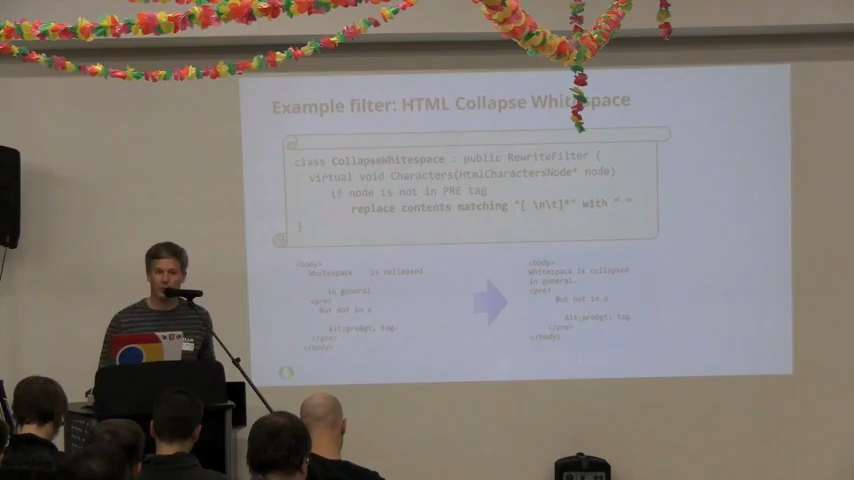 Example filter: HTML Collapse Whitespace
class CollapseWhitespace : public RewriteFilter {
virtual void Characters(HtmlCharactersNode* node)
if node is not in PRE tag
replace contents matching "[ \n\t]*" with " "
}
<body>
Whitespace is collapsed
in general.
<pre>
But not in a
&lt;pre&gt; tag.
</pre>
</body>
<body>
Whitespace is collapsed
in general.
<pre>
But not in a
&lt;pre&gt; tag.
</pre>
</body>